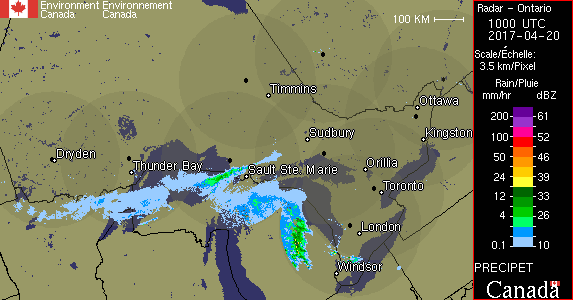 Environment Environnement
Canada Canada
100 KM
Timmins
Ottawa
Sudbury
Kingston
Dryden
Thunder Bay
Sault Ste. Marie
Orillia
Toronto
London
Windsor
Radar - Ontario
1000 UTC
2017-04-20
Scale/Échelle:
3.5 km/Pixel
Rain/Pluie
mm/hr dBZ
200 61
100 52
50 46
24 39
12 33
4 26
0.1 10
PRECIPET
Canada